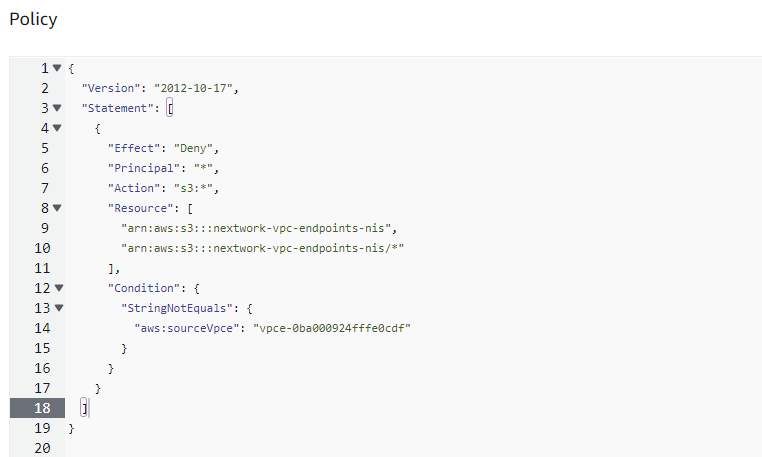 Policy
1 {
2 "Version": "2012-10-17",
3 "Statement": [
4 {
5 "Effect": "Deny",
6 "Principal": "*",
7 "Action": "s3:*",
8 "Resource": [
9 "arn:aws:s3:::nextwork-vpc-endpoints-nis",
10 "arn:aws:s3:::nextwork-vpc-endpoints-nis/*"
11 ],
12 "Condition": {
13 "StringNotEquals": {
14 "aws:sourceVpce": "vpce-0ba000924fffe0cdf"
15 }
16 }
17 }
18 ]
19 }
20